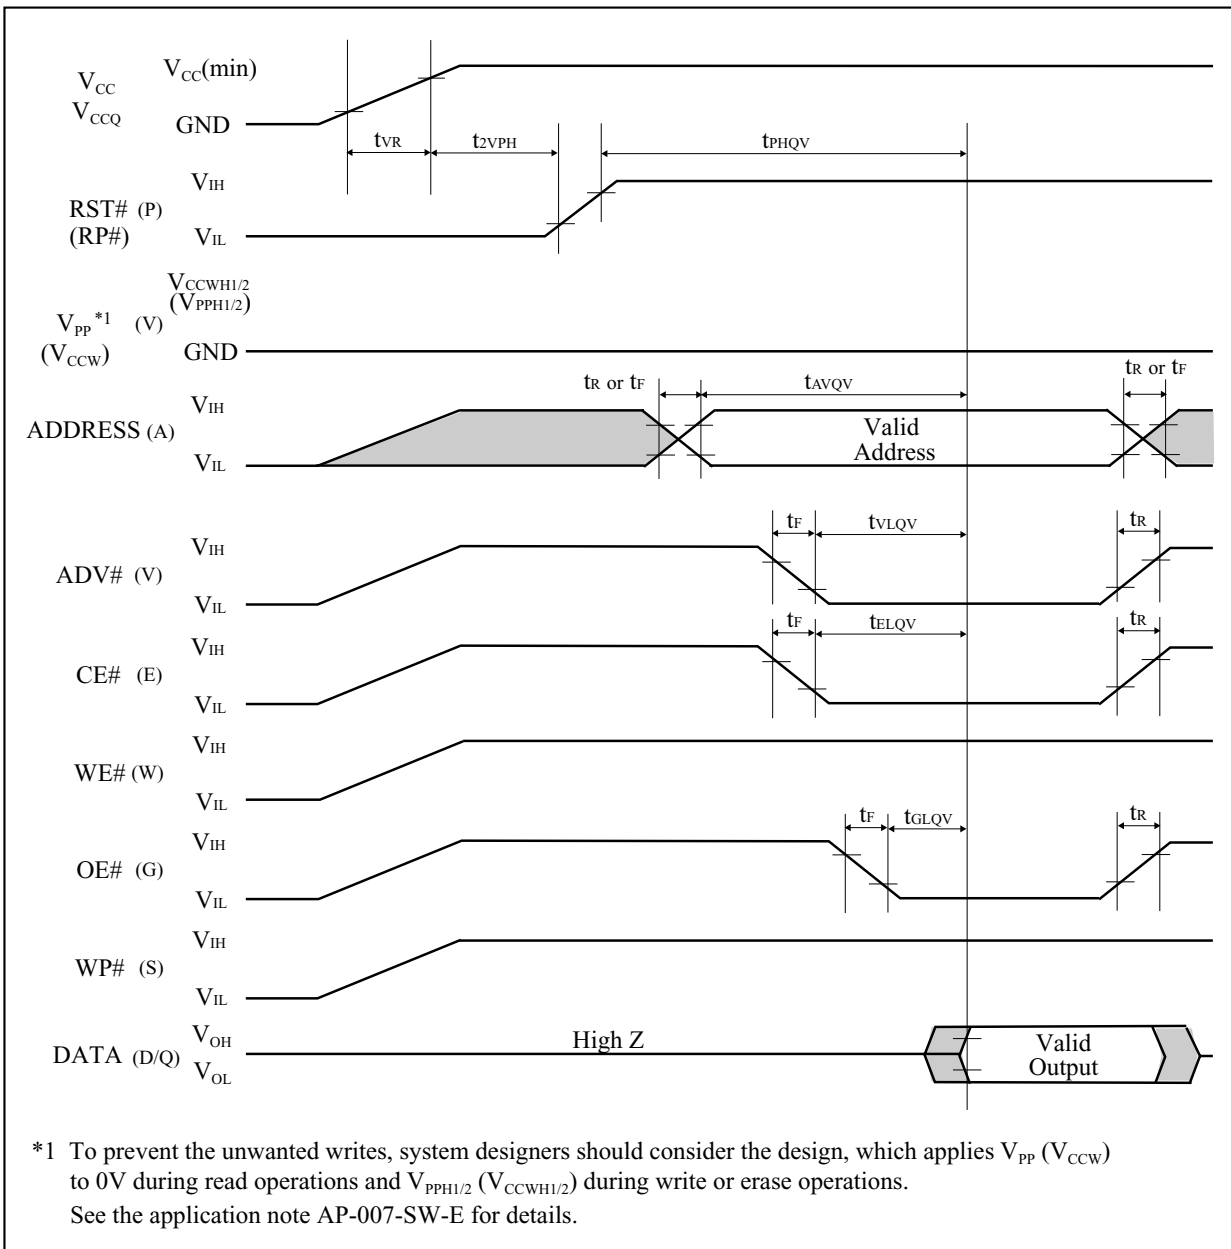 VCC VCC(min)
VCCQ GND
tVR t2VPH tPHQV
VIH
RST# (P)
(RP#) VIL
VCCWH1/2
(VPPH1/2)
VPP *1 (V)
(VCCW) GND
tR or tF tAVQV tR or tF
VIH
ADDRESS (A) Valid
VIL Address
tF tVLQV tR
VIH
ADV# (V)
VIL
tF tELQV tR
VIH
CE# (E)
VIL
VIH
WE# (W)
VIL
tF tGLQV tR
VIH
OE# (G)
VIL
VIH
WP# (S)
VIL
VOH High Z Valid
DATA (D/Q) Output
VOL
*1 To prevent the unwanted writes, system designers should consider the design, which applies VPP (VCCW)
to 0V during read operations and VPPH1/2 (VCCWH1/2) during write or erase operations.
See the application note AP-007-SW-E for details.